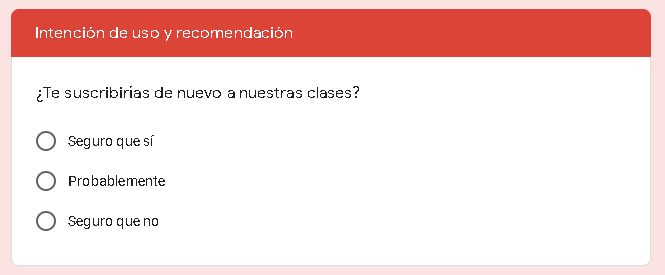 Intención de uso y recomendación
¿Te suscribirias de nuevo a nuestras clases?
Seguro que sí
Probablemente
Seguro que no